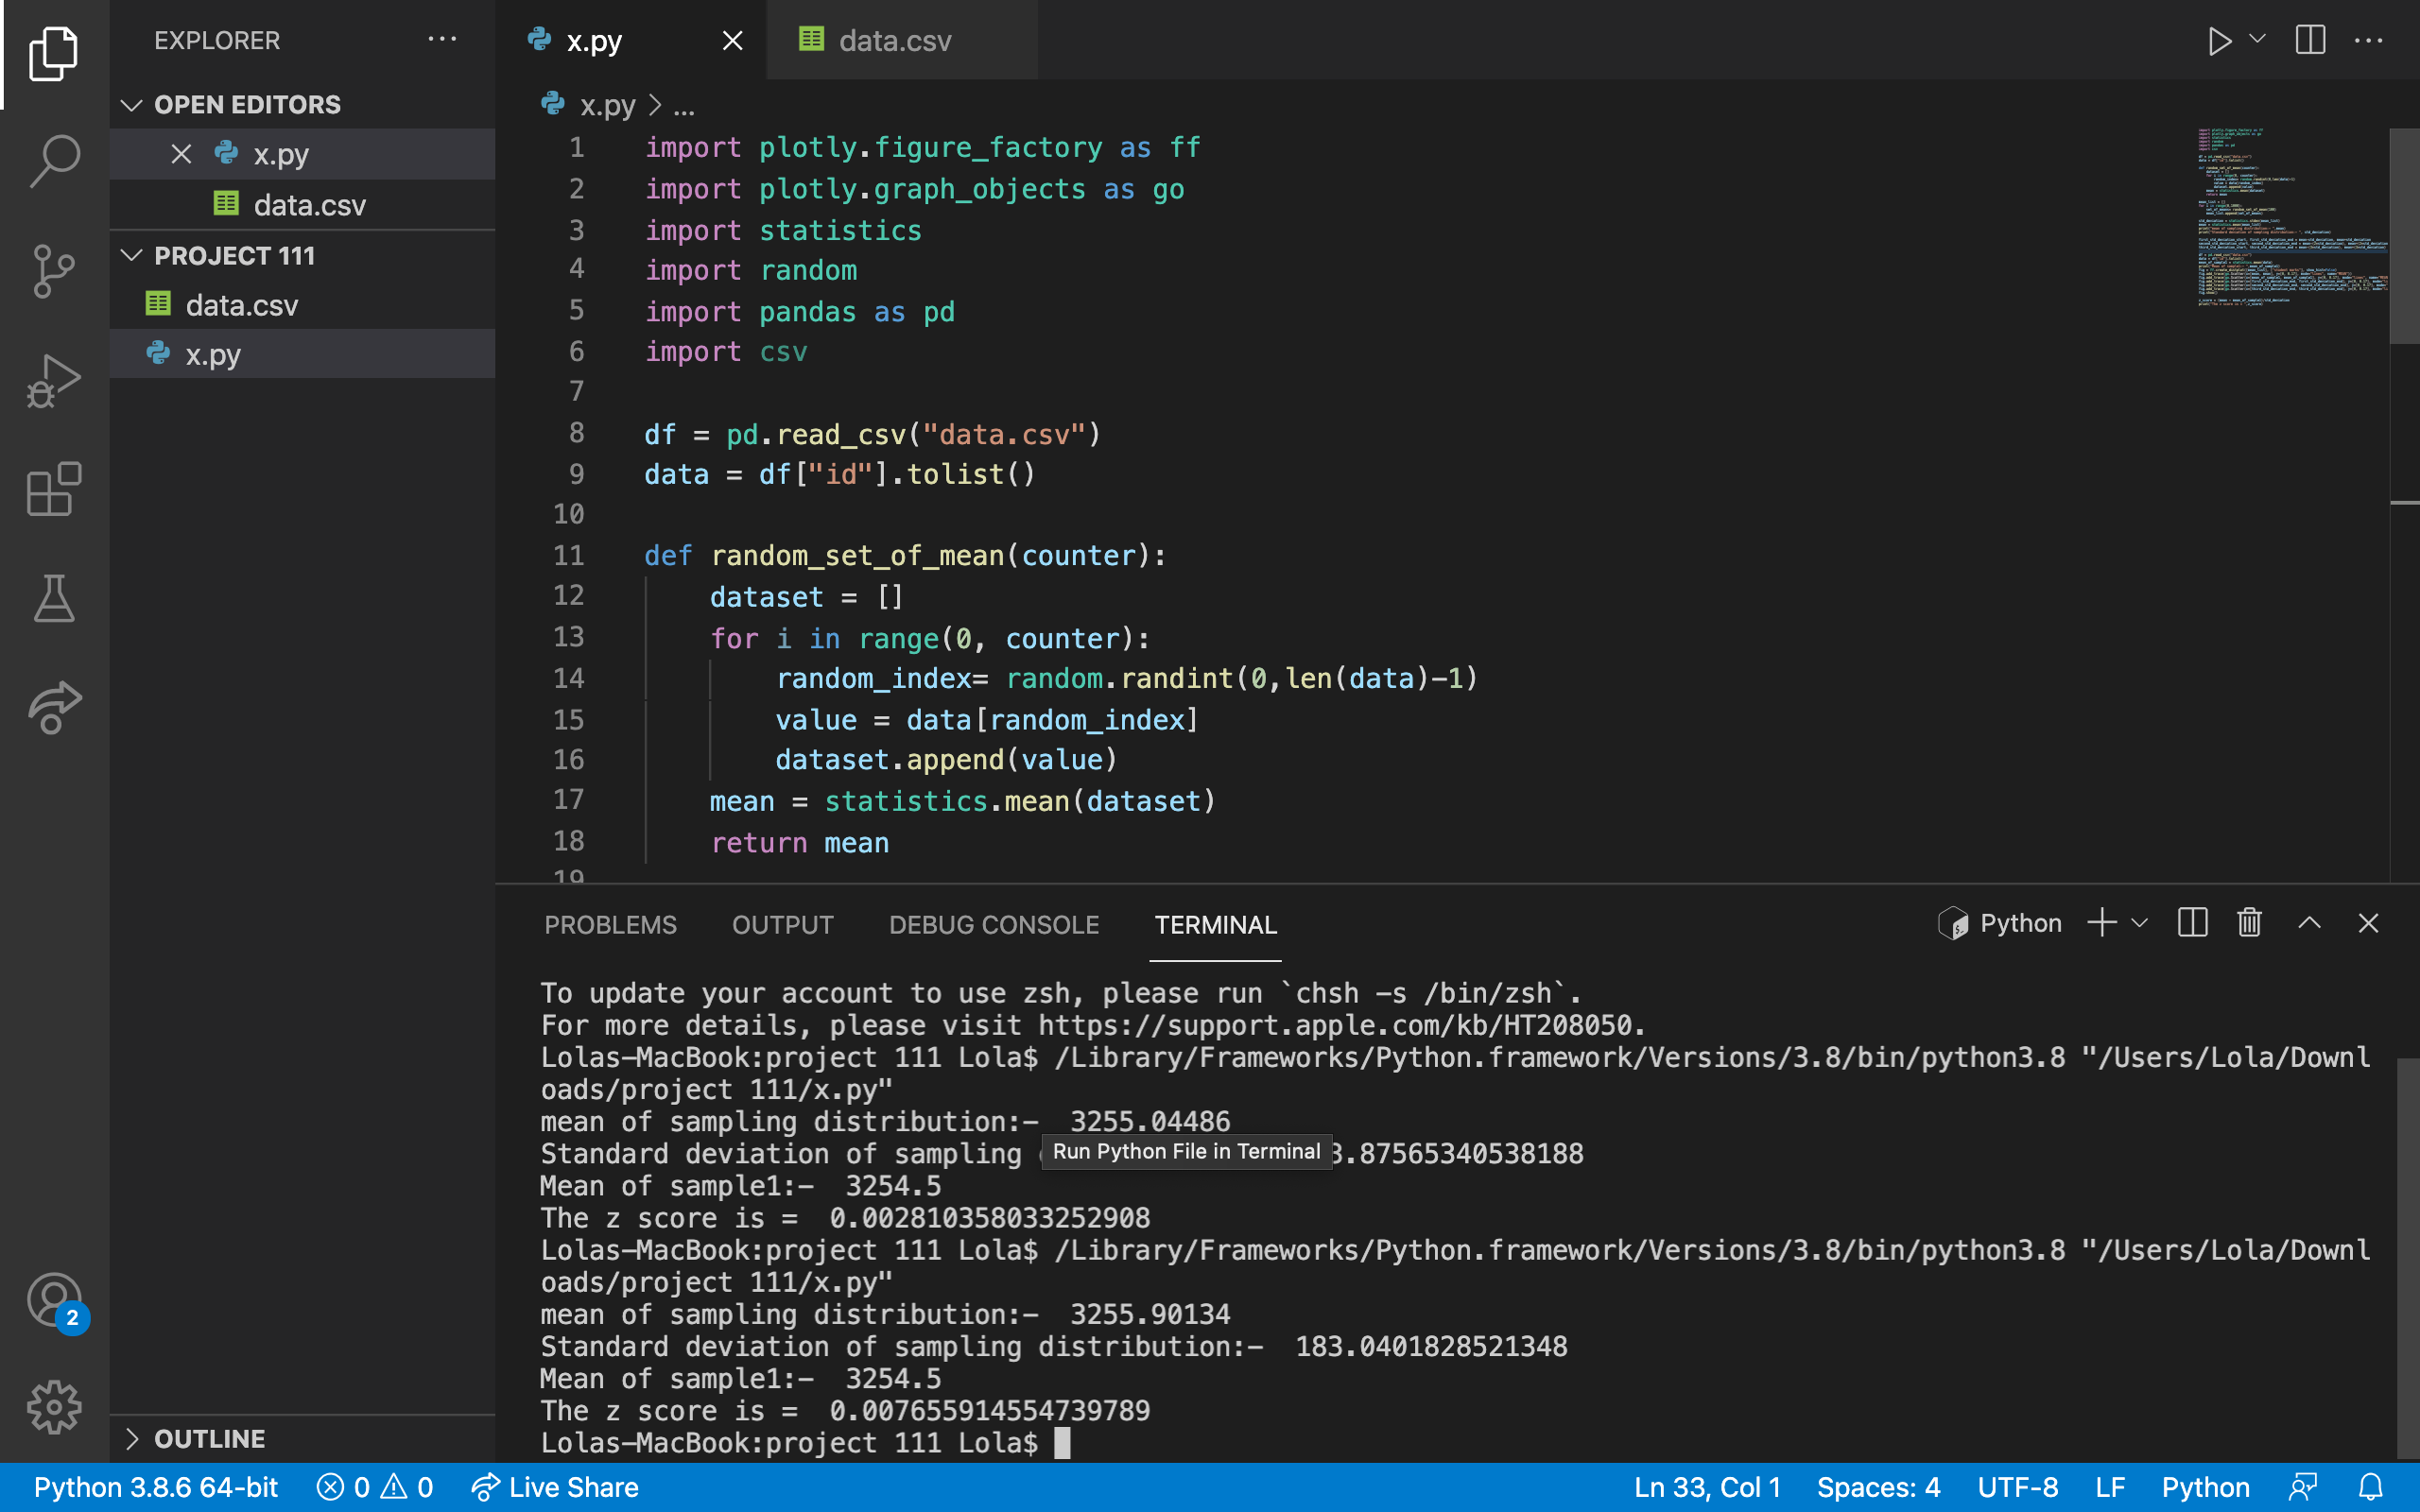 EXPLORER
OPEN EDITORS
x.py
data.csv
PROJECT 111
data.csv
x.py
OUTLINE
x.py
data.csv
x.py > ...
1 import plotly.figure_factory as ff
2 import plotly.graph_objects as go
3 import statistics
4 import random
5 import pandas as pd
6 import csv
7
8 df = pd.read_csv("data.csv")
9 data = df["id"].tolist()
10
11 def random_set_of_mean(counter):
12 dataset = []
13 for i in range(0, counter):
14 random_index= random.randint(0,len(data)-1)
15 value = data[random_index]
16 dataset.append(value)
17 mean = statistics.mean(dataset)
18 return mean
19
PROBLEMS OUTPUT DEBUG CONSOLE TERMINAL
Python
To update your account to use zsh, please run `chsh -s /bin/zsh`.
For more details, please visit https://support.apple.com/kb/HT208050.
Lolas-MacBook:project 111 Lola$ /Library/Frameworks/Python.framework/Versions/3.8/bin/python3.8 "/Users/Lola/Downl
oads/project 111/x.py"
mean of sampling distribution:- 3255.04486
Standard deviation of sampling 3.87565340538188
Run Python File in Terminal
Mean of sample1:- 3254.5
The z score is = 0.002810358033252908
Lolas-MacBook:project 111 Lola$ /Library/Frameworks/Python.framework/Versions/3.8/bin/python3.8 "/Users/Lola/Downl
oads/project 111/x.py"
mean of sampling distribution:- 3255.90134
Standard deviation of sampling distribution:- 183.0401828521348
Mean of sample1:- 3254.5
The z score is = 0.007655914554739789
Lolas-MacBook:project 111 Lola$
2
Python 3.8.6 64-bit 0 0 Live Share Ln 33, Col 1 Spaces: 4 UTF-8 LF Python